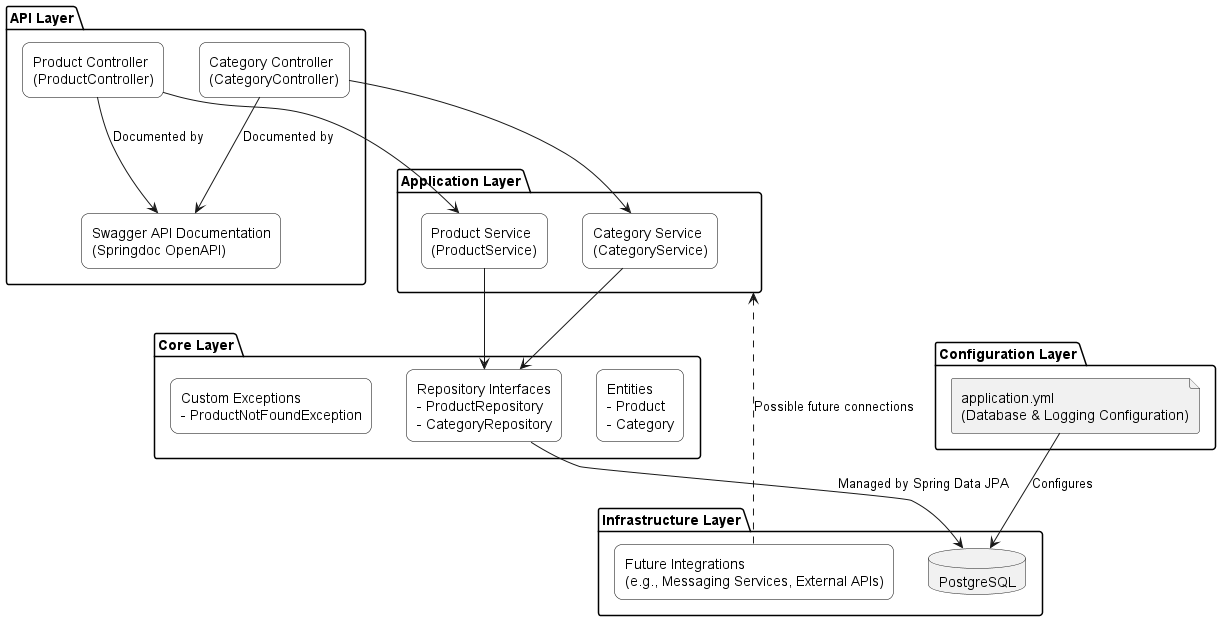 API Layer
Product Controller
(ProductController)
Category Controller
(CategoryController)
Documented by
Documented by
Swagger API Documentation
(Springdoc OpenAPI)
Application Layer
Product Service
(ProductService)
Category Service
(CategoryService)
Core Layer
Custom Exceptions
- ProductNotFoundException
Repository Interfaces
- ProductRepository
- CategoryRepository
Entities
- Product
- Category
Possible future connections
Configuration Layer
application.yml
(Database & Logging Configuration)
Managed by Spring Data JPA
Configures
Infrastructure Layer
Future Integrations
(e.g., Messaging Services, External APIs)
PostgreSQL